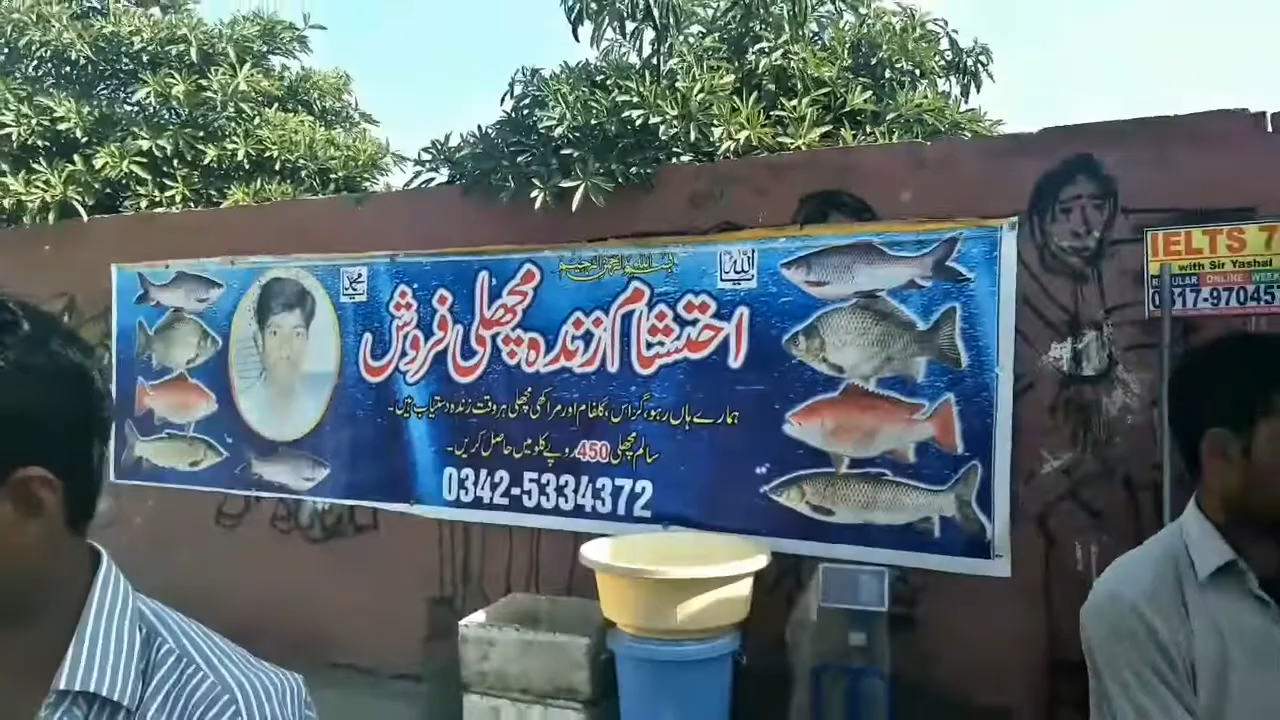 بسم اللہ الرحمن الرحیم
اللہ
محمد
احتشام زندہ مچھلی فروش
ہمارے ہاں رہو، گراس، گلفام اور مراکھی مچھلی ہر وقت زندہ دستیاب ہیں۔
سالم مچھلی 450 روپے کلو میں حاصل کریں۔
0342-5334372
IELTS 7
with Sir Yashal
REGULAR ONLINE WEEK
0317-97045